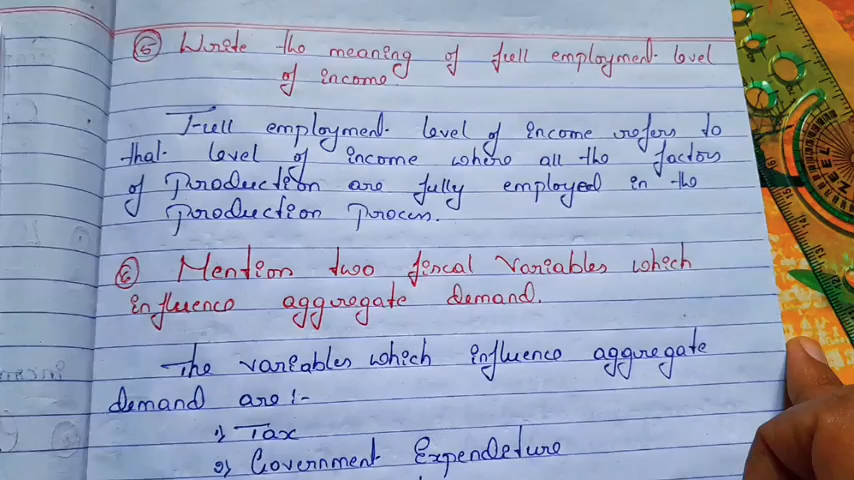 ⑤ Write the meaning of full employment level
of income.
Full employment level of income refers to
that level of income where all the factors
of Production are fully employed in the
Production Process.
⑥ Mention two fiscal Variables which
influence aggregate demand.
The variables which influence aggregate
demand are :-
1) Tax
2) Government Expenditure